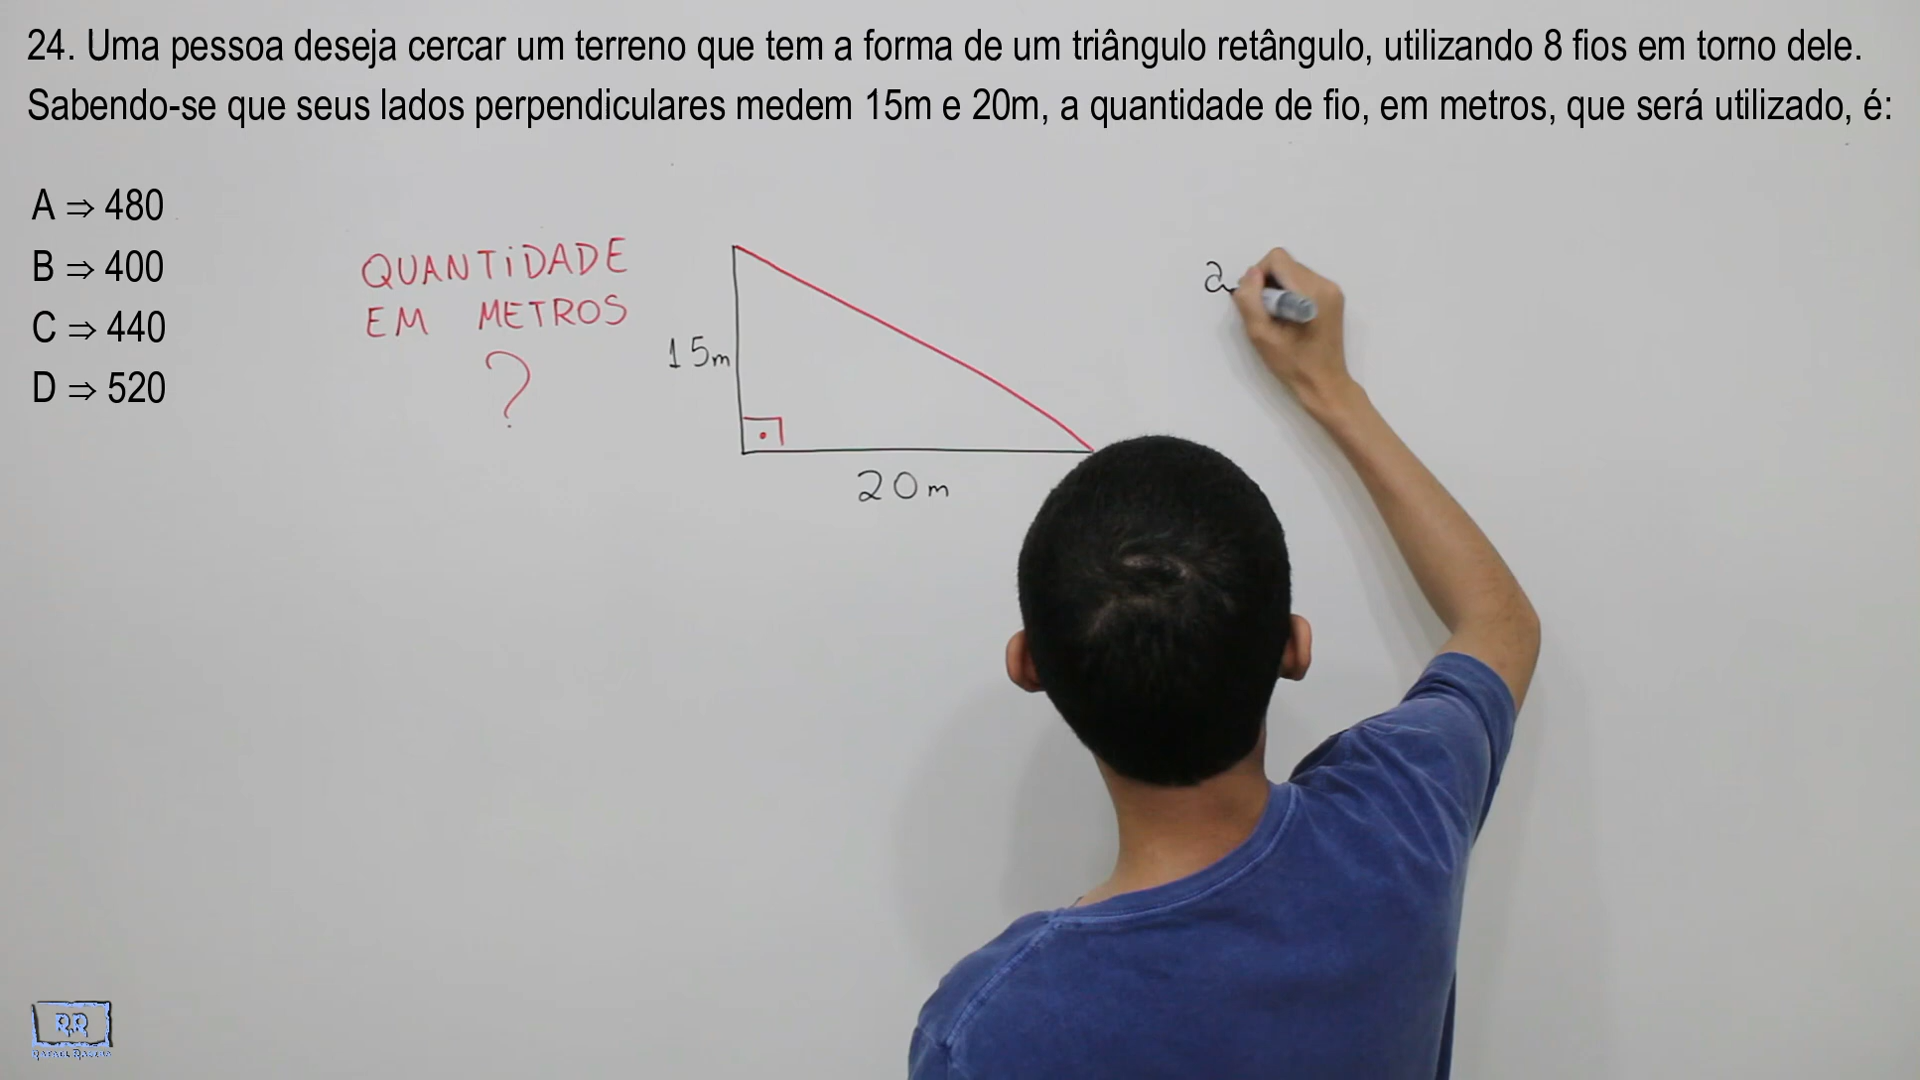 24. Uma pessoa deseja cercar um terreno que tem a forma de um triângulo retângulo, utilizando 8 fios em torno dele.
Sabendo-se que seus lados perpendiculares medem 15m e 20m, a quantidade de fio, em metros, que será utilizado, é:
A ⇒ 480
B ⇒ 400
C ⇒ 440
D ⇒ 520
QUANTIDADE
EM METROS
?
15m
20m
a
RR